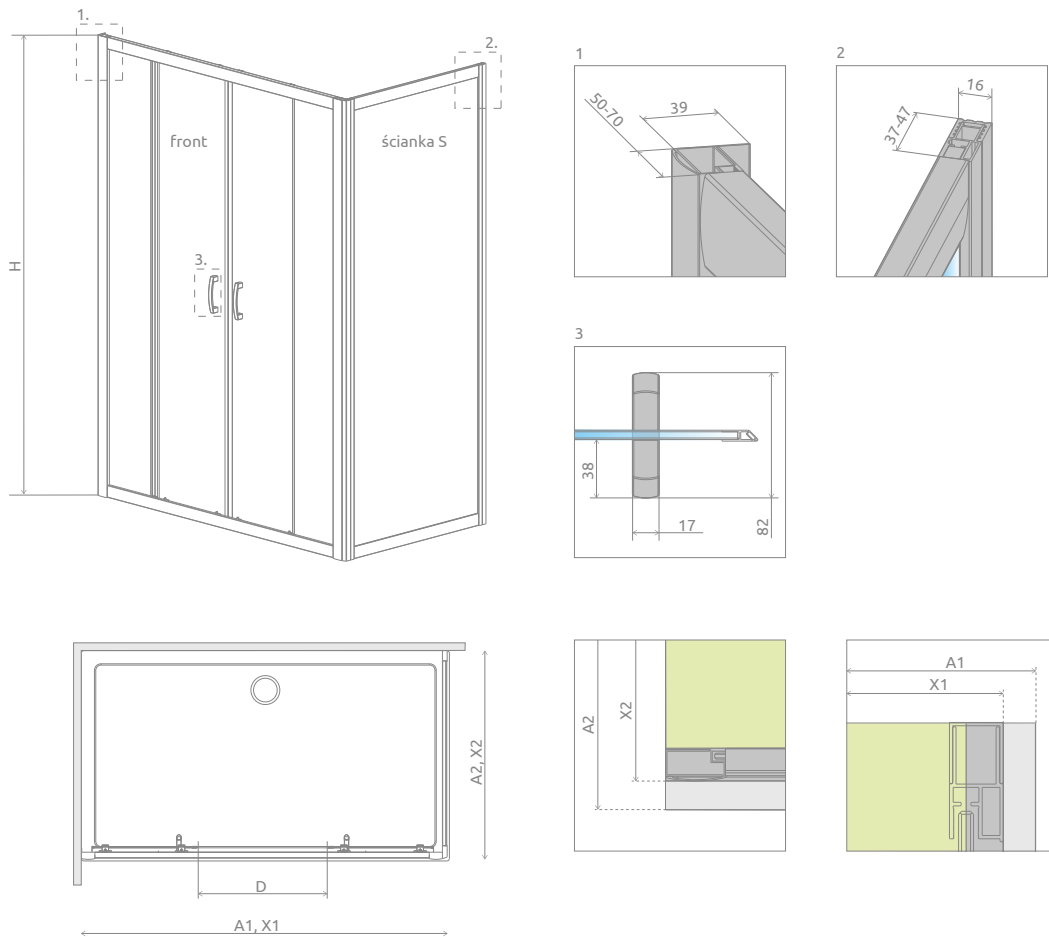 1.
2.
front
ścianka S
H
3.
1
50-70
39
2
16
37-47
3
38
17
82
A2, X2
D
A1, X1
A2
X2
A1
X1